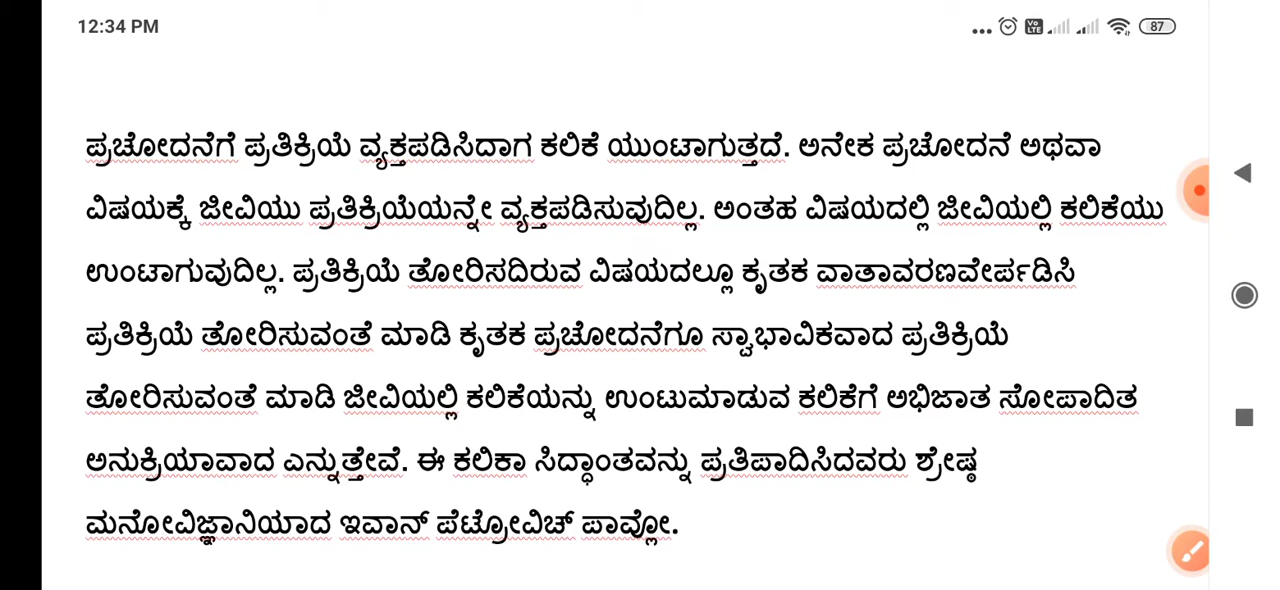 12:34 PM
87
ಪ್ರಚೋದನೆಗೆ ಪ್ರತಿಕ್ರಿಯೆ ವ್ಯಕ್ತಪಡಿಸಿದಾಗ ಕಲಿಕೆ ಯುಂಟಾಗುತ್ತದೆ. ಅನೇಕ ಪ್ರಚೋದನೆ ಅಥವಾ
ವಿಷಯಕ್ಕೆ ಜೀವಿಯು ಪ್ರತಿಕ್ರಿಯೆಯನ್ನೇ ವ್ಯಕ್ತಪಡಿಸುವುದಿಲ್ಲ. ಅಂತಹ ವಿಷಯದಲ್ಲಿ ಜೀವಿಯಲ್ಲಿ ಕಲಿಕೆಯು
ಉಂಟಾಗುವುದಿಲ್ಲ. ಪ್ರತಿಕ್ರಿಯೆ ತೋರಿಸದಿರುವ ವಿಷಯದಲ್ಲೂ ಕೃತಕ ವಾತಾವರಣವೇರ್ಪಡಿಸಿ
ಪ್ರತಿಕ್ರಿಯೆ ತೋರಿಸುವಂತೆ ಮಾಡಿ ಕೃತಕ ಪ್ರಚೋದನೆಗೂ ಸ್ವಾಭಾವಿಕವಾದ ಪ್ರತಿಕ್ರಿಯೆ
ತೋರಿಸುವಂತೆ ಮಾಡಿ ಜೀವಿಯಲ್ಲಿ ಕಲಿಕೆಯನ್ನು ಉಂಟುಮಾಡುವ ಕಲಿಕೆಗೆ ಅಭಿಜಾತ ಸೋಪಾದಿತ
ಅನುಕ್ರಿಯಾವಾದ ಎನ್ನುತ್ತೇವೆ. ಈ ಕಲಿಕಾ ಸಿದ್ಧಾಂತವನ್ನು ಪ್ರತಿಪಾದಿಸಿದವರು ಶ್ರೇಷ್ಠ
ಮನೋವಿಜ್ಞಾನಿಯಾದ ಇವಾನ್ ಪೆಟ್ರೋವಿಚ್ ಪಾವ್ಲೋ.